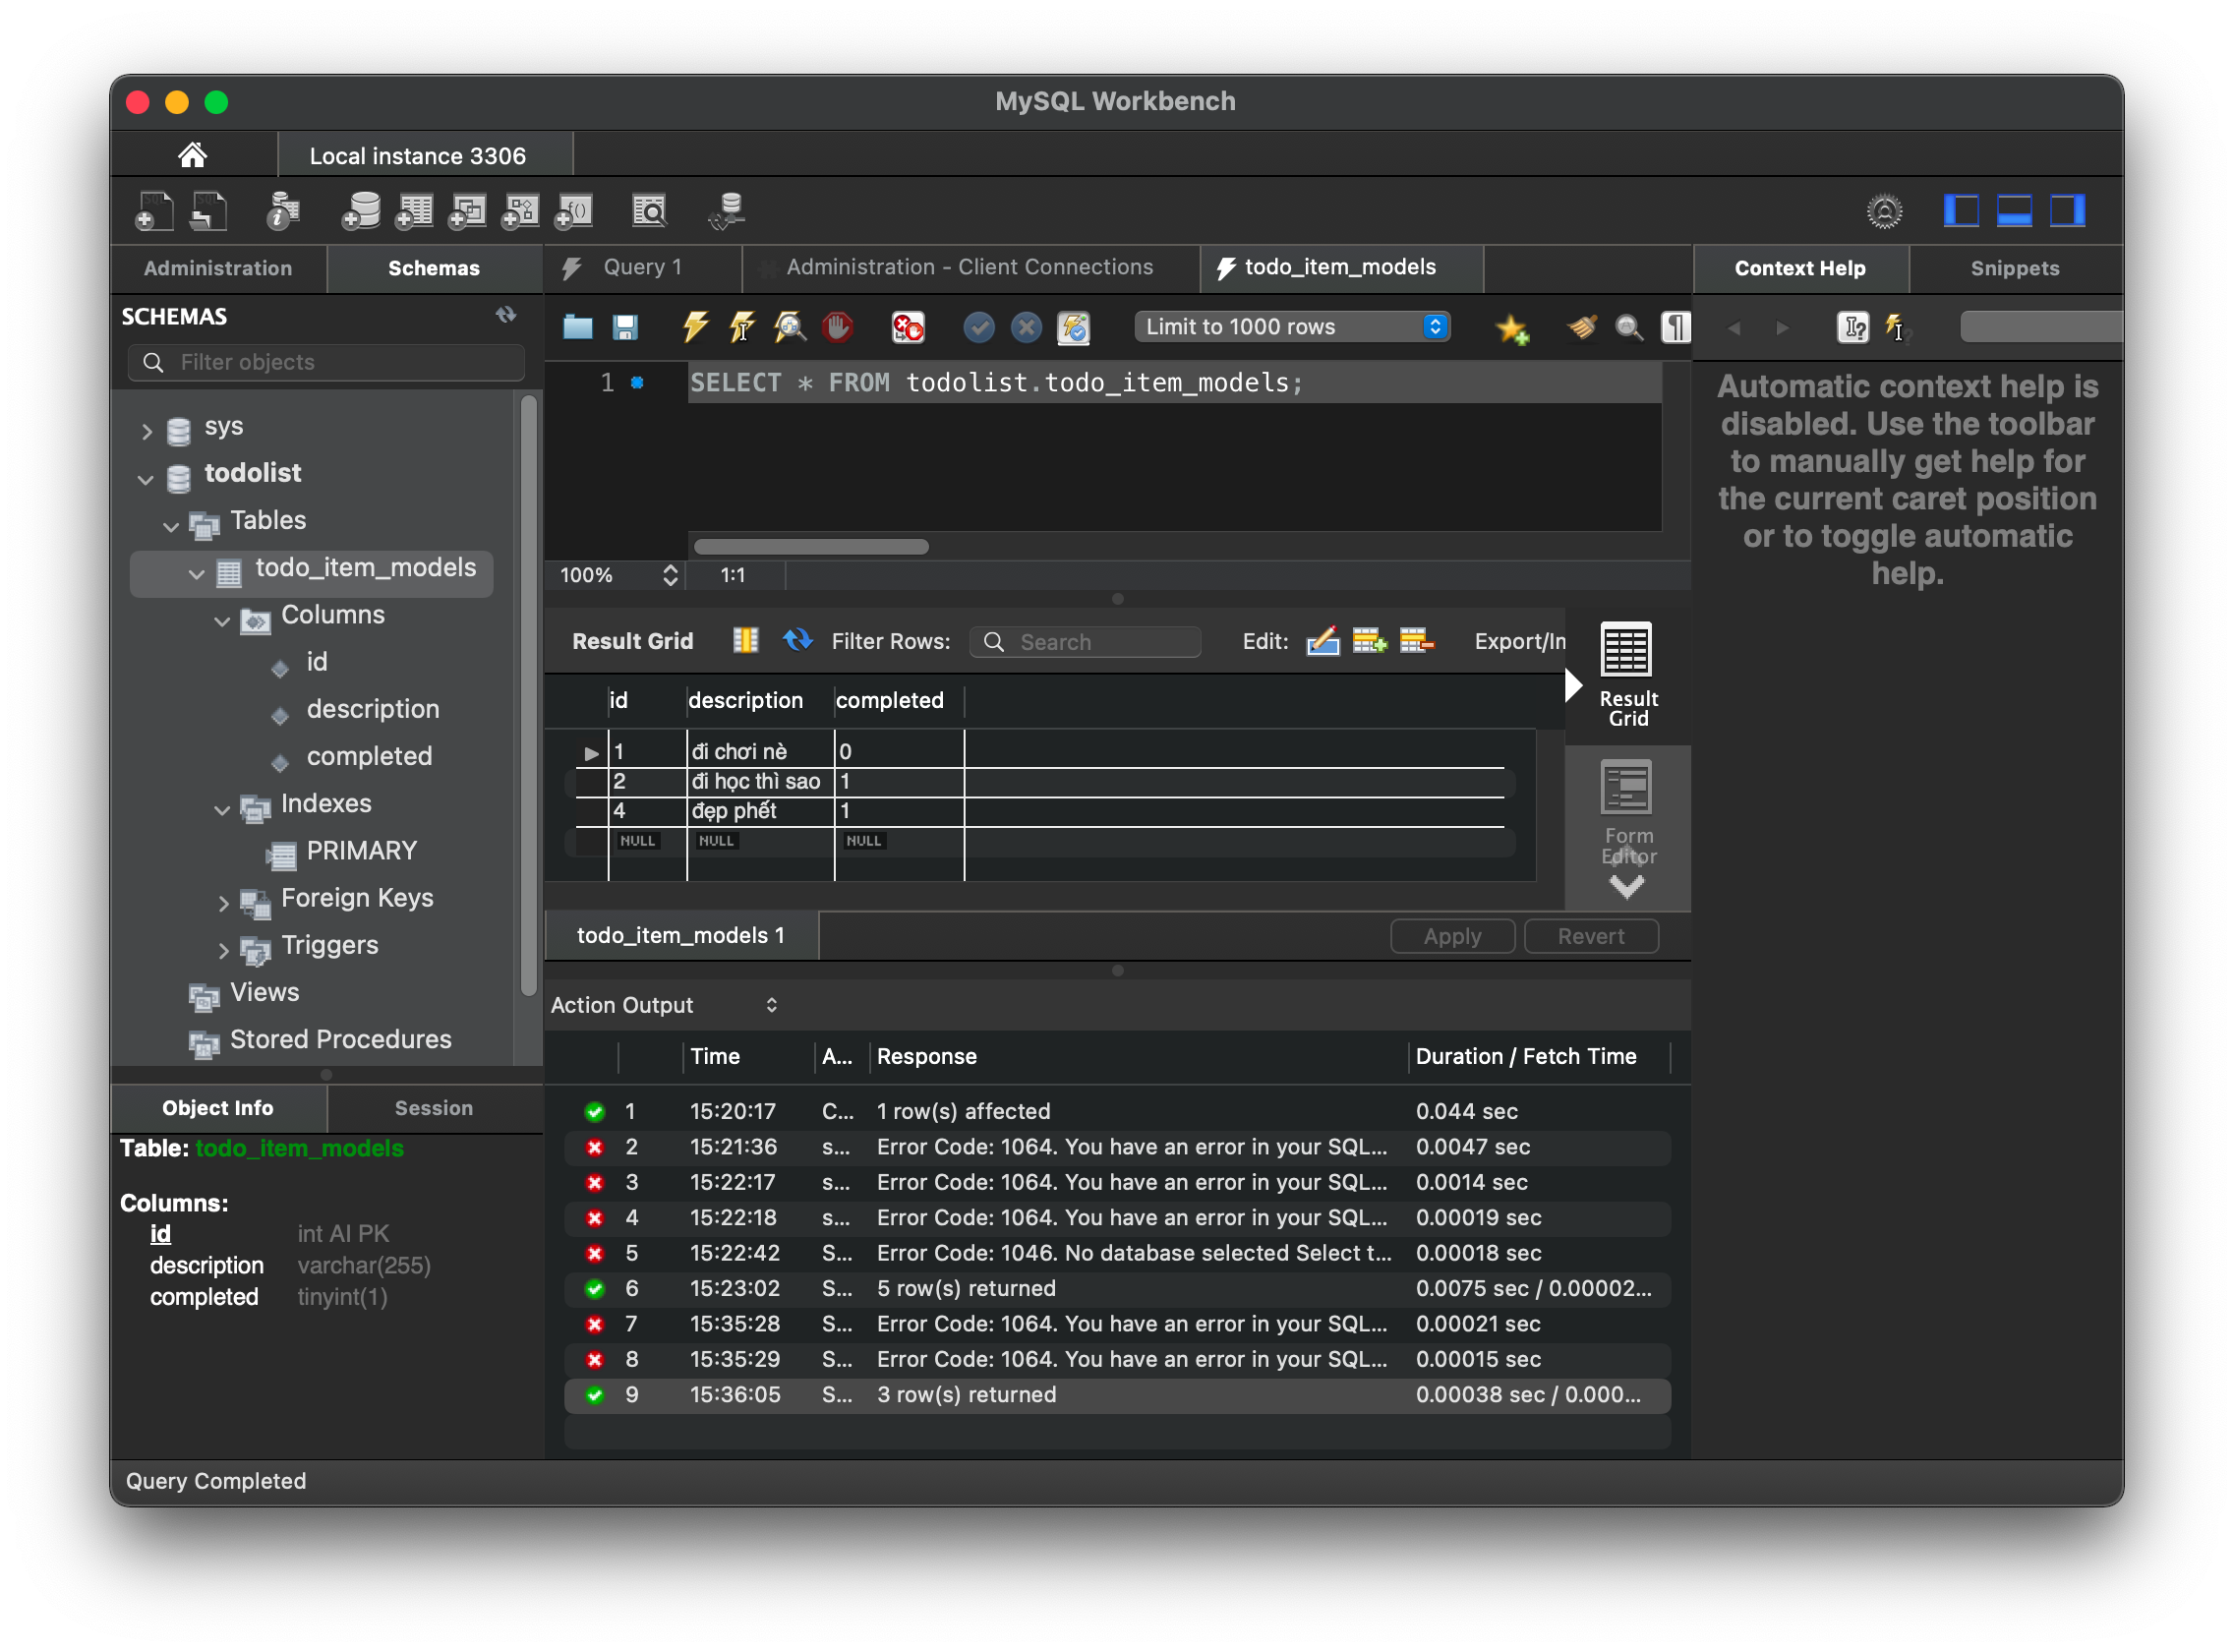 MySQL Workbench
Local instance 3306
Administration
Schemas
SCHEMAS
Filter objects
sys
todolist
Tables
todo_item_models
Columns
id
description
completed
Indexes
PRIMARY
Foreign Keys
Triggers
Views
Stored Procedures
Object Info
Session
Table: todo_item_models
Columns:
id int AI PK
description varchar(255)
completed tinyint(1)
Query 1
Administration - Client Connections
todo_item_models
Limit to 1000 rows
1 SELECT * FROM todolist.todo_item_models;
100% 1:1
Result Grid Filter Rows: Search Edit: Export/Im
id description completed
1 đi chơi nè 0
2 đi học thì sao 1
4 đẹp phết 1
NULL NULL NULL
Result
Grid
Form
Editor
todo_item_models 1
Apply Revert
Action Output
Time A... Response Duration / Fetch Time
1 15:20:17 C... 1 row(s) affected 0.044 sec
2 15:21:36 s... Error Code: 1064. You have an error in your SQL... 0.0047 sec
3 15:22:17 s... Error Code: 1064. You have an error in your SQL... 0.0014 sec
4 15:22:18 s... Error Code: 1064. You have an error in your SQL... 0.00019 sec
5 15:22:42 S... Error Code: 1046. No database selected Select t... 0.00018 sec
6 15:23:02 S... 5 row(s) returned 0.0075 sec / 0.00002...
7 15:35:28 S... Error Code: 1064. You have an error in your SQL... 0.00021 sec
8 15:35:29 S... Error Code: 1064. You have an error in your SQL... 0.00015 sec
9 15:36:05 S... 3 row(s) returned 0.00038 sec / 0.000...
Context Help
Snippets
Automatic context help is
disabled. Use the toolbar
to manually get help for
the current caret position
or to toggle automatic
help.
Query Completed